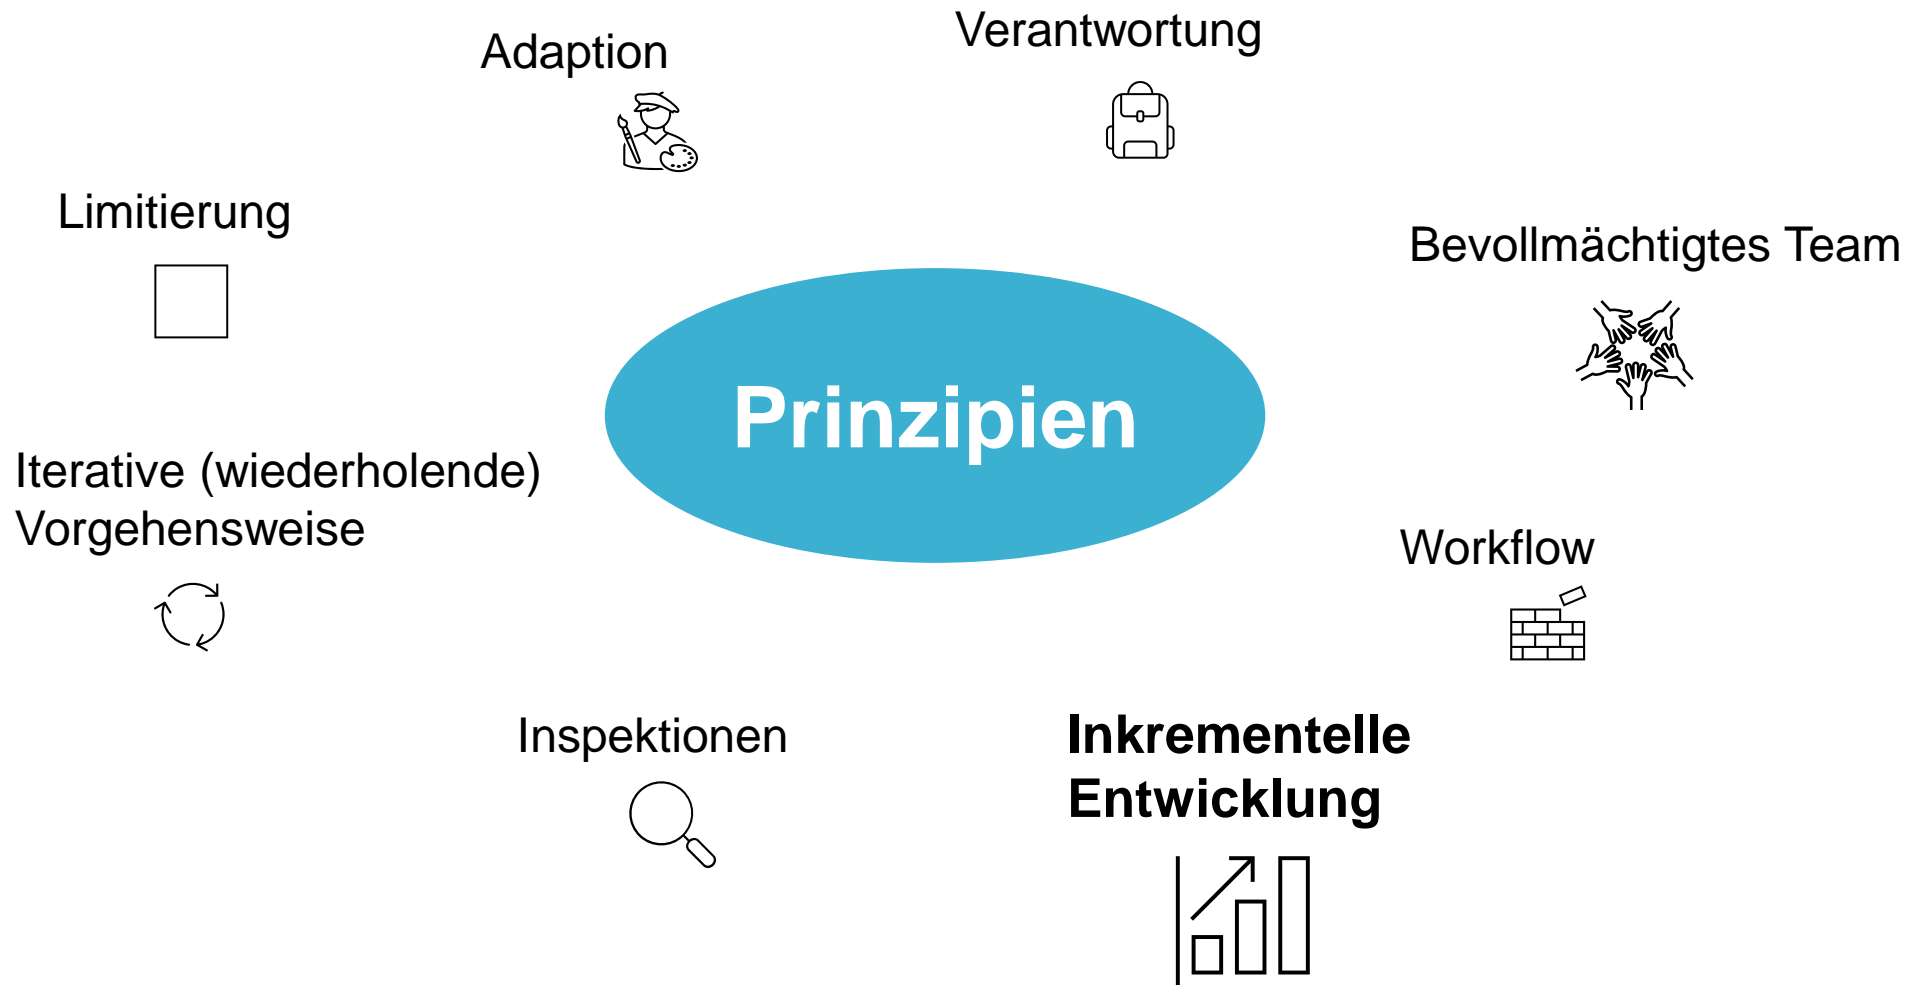 Verantwortung
Adaption
Limitierung
Bevollmächtigtes Team
Prinzipien
Iterative (wiederholende)
Vorgehensweise
Workflow
Inspektionen
Inkrementelle
Entwicklung